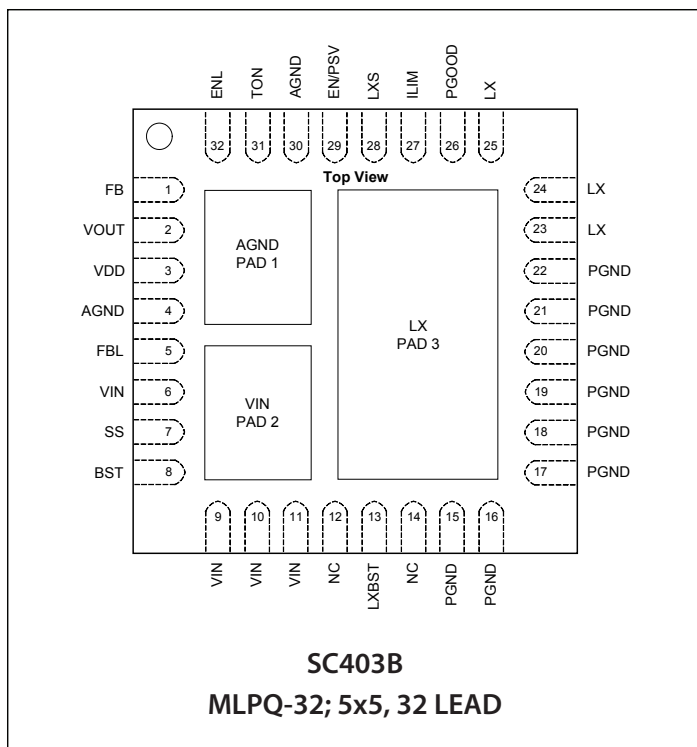 ENL
TON
AGND
EN/PSV
LXS
ILIM
PGOOD
LX
32
31
30
29
28
27
26
25
Top View
FB 1
VOUT 2
VDD 3
AGND 4
FBL 5
VIN 6
SS 7
BST 8
AGND
PAD 1
VIN
PAD 2
LX
PAD 3
24 LX
23 LX
22 PGND
21 PGND
20 PGND
19 PGND
18 PGND
17 PGND
9
10
11
12
13
14
15
16
VIN
VIN
VIN
NC
LXBST
NC
PGND
PGND
SC403B
MLPQ-32; 5x5, 32 LEAD